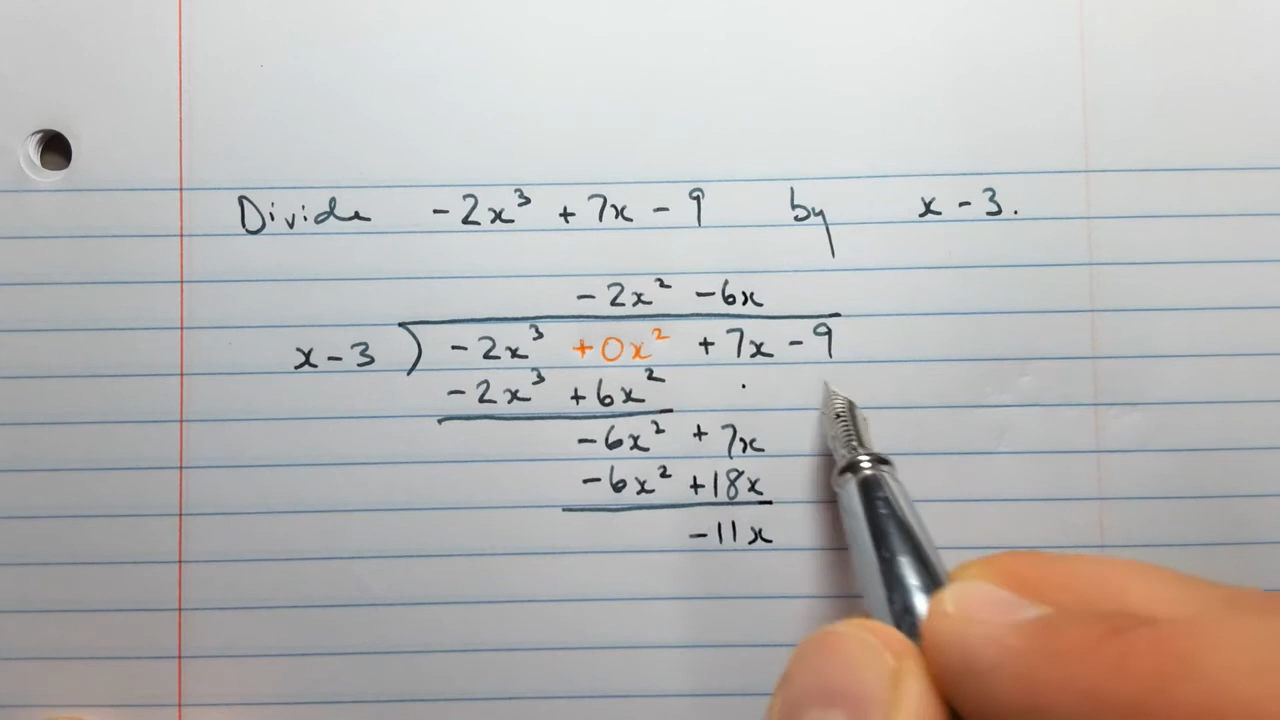 Divide -2x³ +7x - 9 by x - 3.
-2x² -6x
x-3 ) -2x³ +0x² +7x -9
-2x³ +6x²
-6x² +7x
-6x² +18x
-11x